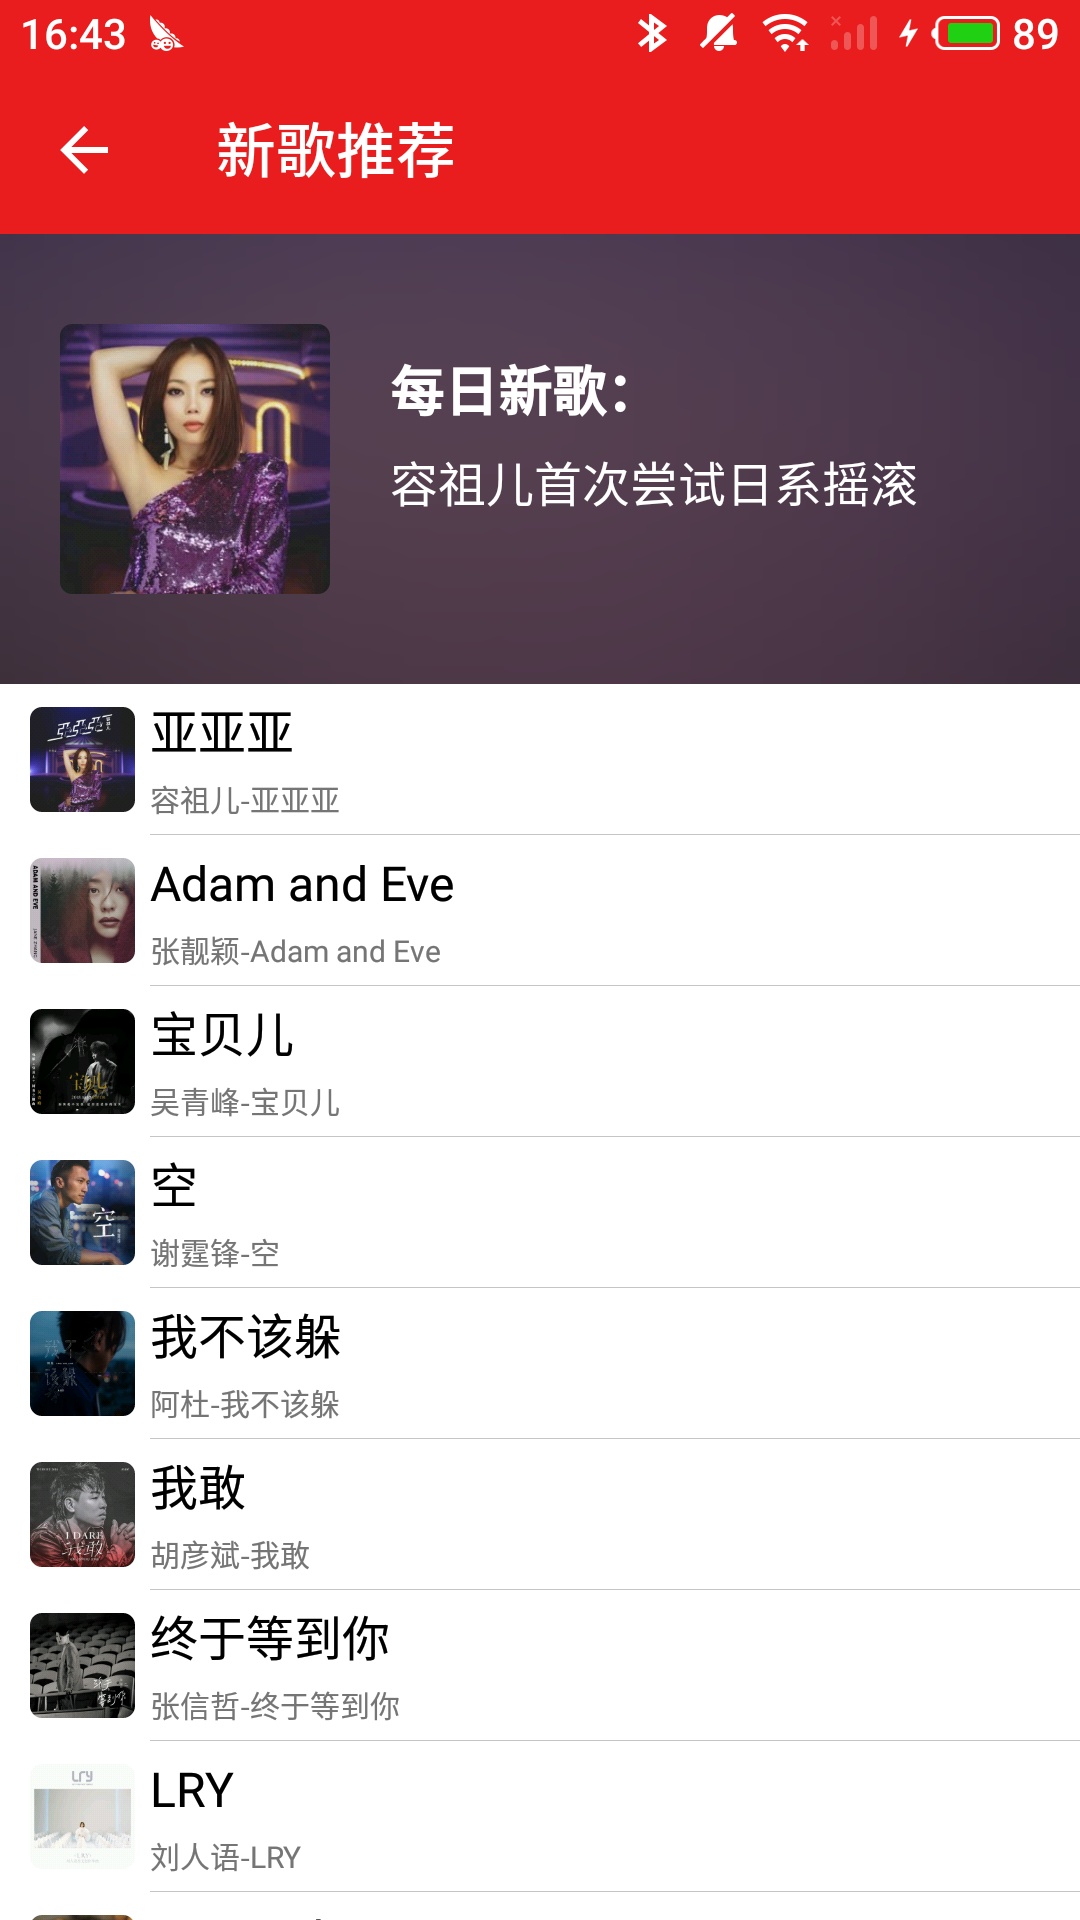 16:43
89
新歌推荐
每日新歌：
容祖儿首次尝试日系摇滚
亚亚亚
容祖儿-亚亚亚
Adam and Eve
张靓颖-Adam and Eve
宝贝儿
吴青峰-宝贝儿
空
空
谢霆锋-空
我不该躲
阿杜-我不该躲
I DARE
我敢
胡彦斌-我敢
终于等到你
张信哲-终于等到你
LRY
刘人语-LRY